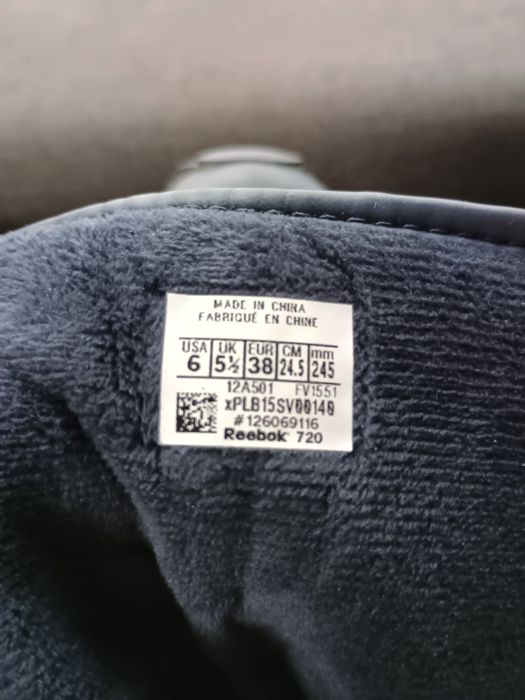 MADE IN CHINA
FABRIQUÉ EN CHINE
USA UK EUR CM mm
6 5½ 38 24.5 245
12A501 FV1551
xPLB15SV00140
#126069116
Reebok 720